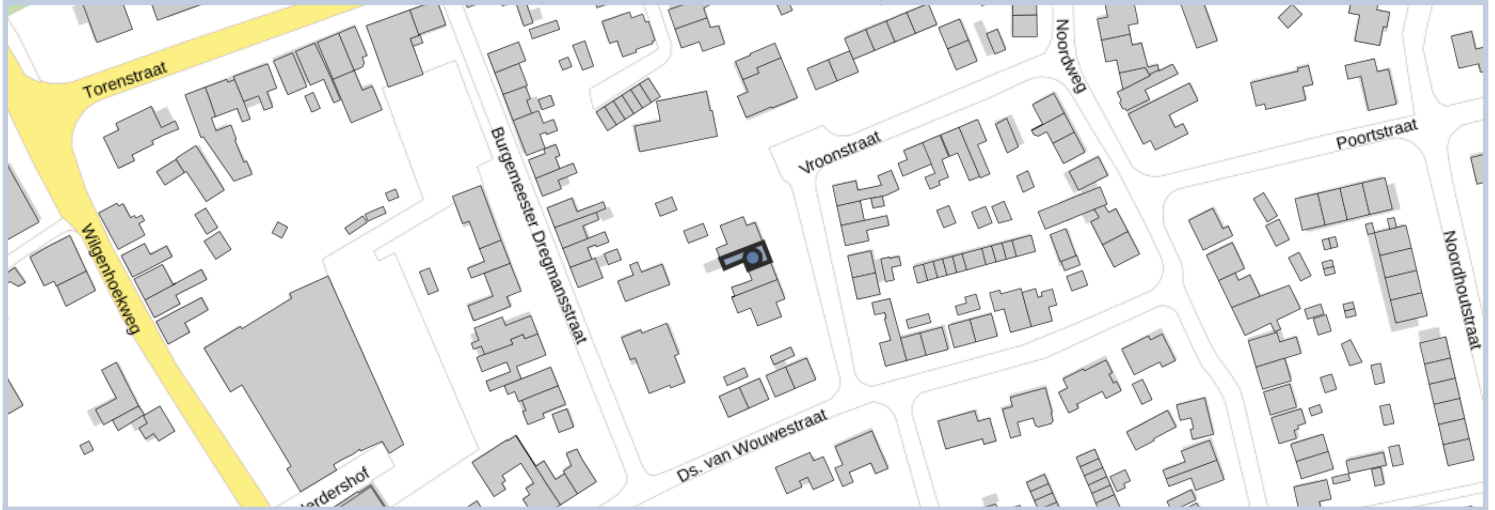 Torenstraat
Noordweg
Burgemeester Dregmansstraat
Vroonstraat
Poortstraat
Wilgenhoekweg
Noordhoutstraat
Ds. van Wouwestraat